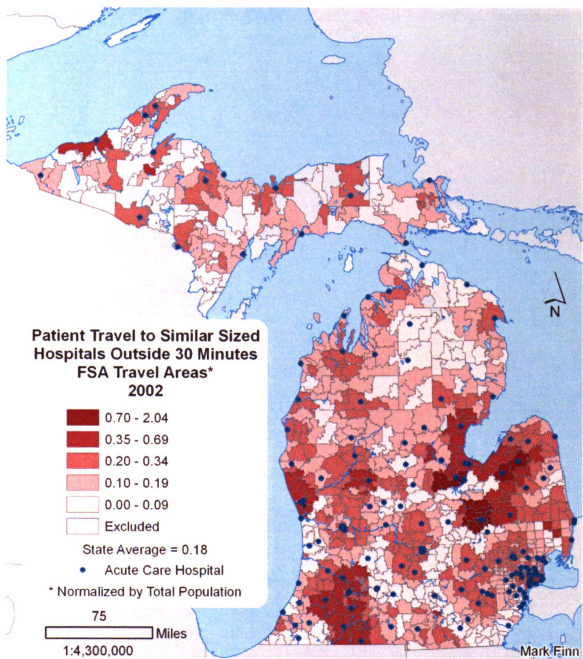 N
Patient Travel to Similar Sized
Hospitals Outside 30 Minutes
FSA Travel Areas*
2002
0.70 - 2.04
0.35 - 0.69
0.20 - 0.34
0.10 - 0.19
0.00 - 0.09
Excluded
State Average = 0.18
Acute Care Hospital
* Normalized by Total Population
75
Miles
1:4,300,000
Mark Finn